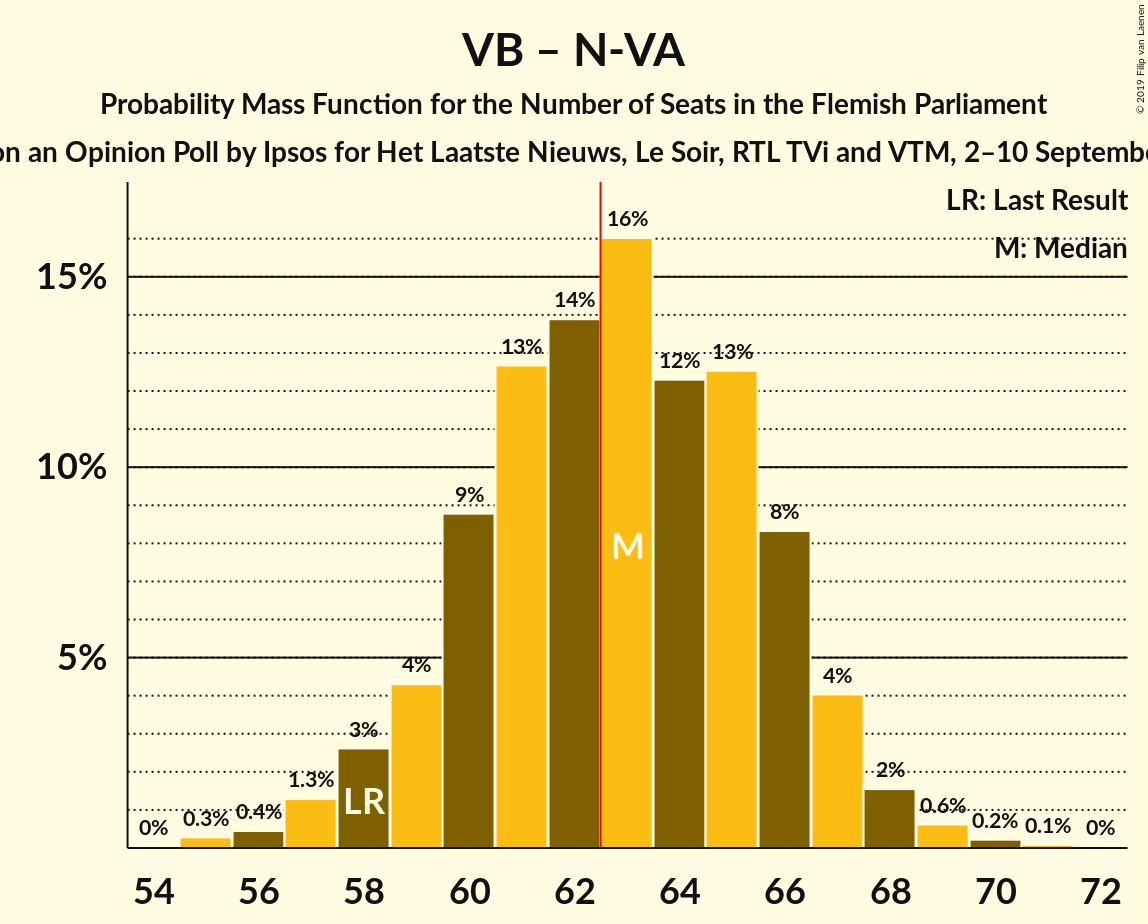 VB – N-VA
Probability Mass Function for the Number of Seats in the Flemish Parliament
on an Opinion Poll by Ipsos for Het Laatste Nieuws, Le Soir, RTL TVi and VTM, 2–10 Septembe
© 2019 Filip van Laenen
LR: Last Result
M: Median
15%
10%
5%
0%
0.3%
0.4%
1.3%
3%
4%
9%
13%
14%
16%
12%
13%
8%
4%
2%
0.6%
0.2%
0.1%
0%
LR
M
54 56 58 60 62 64 66 68 70 72